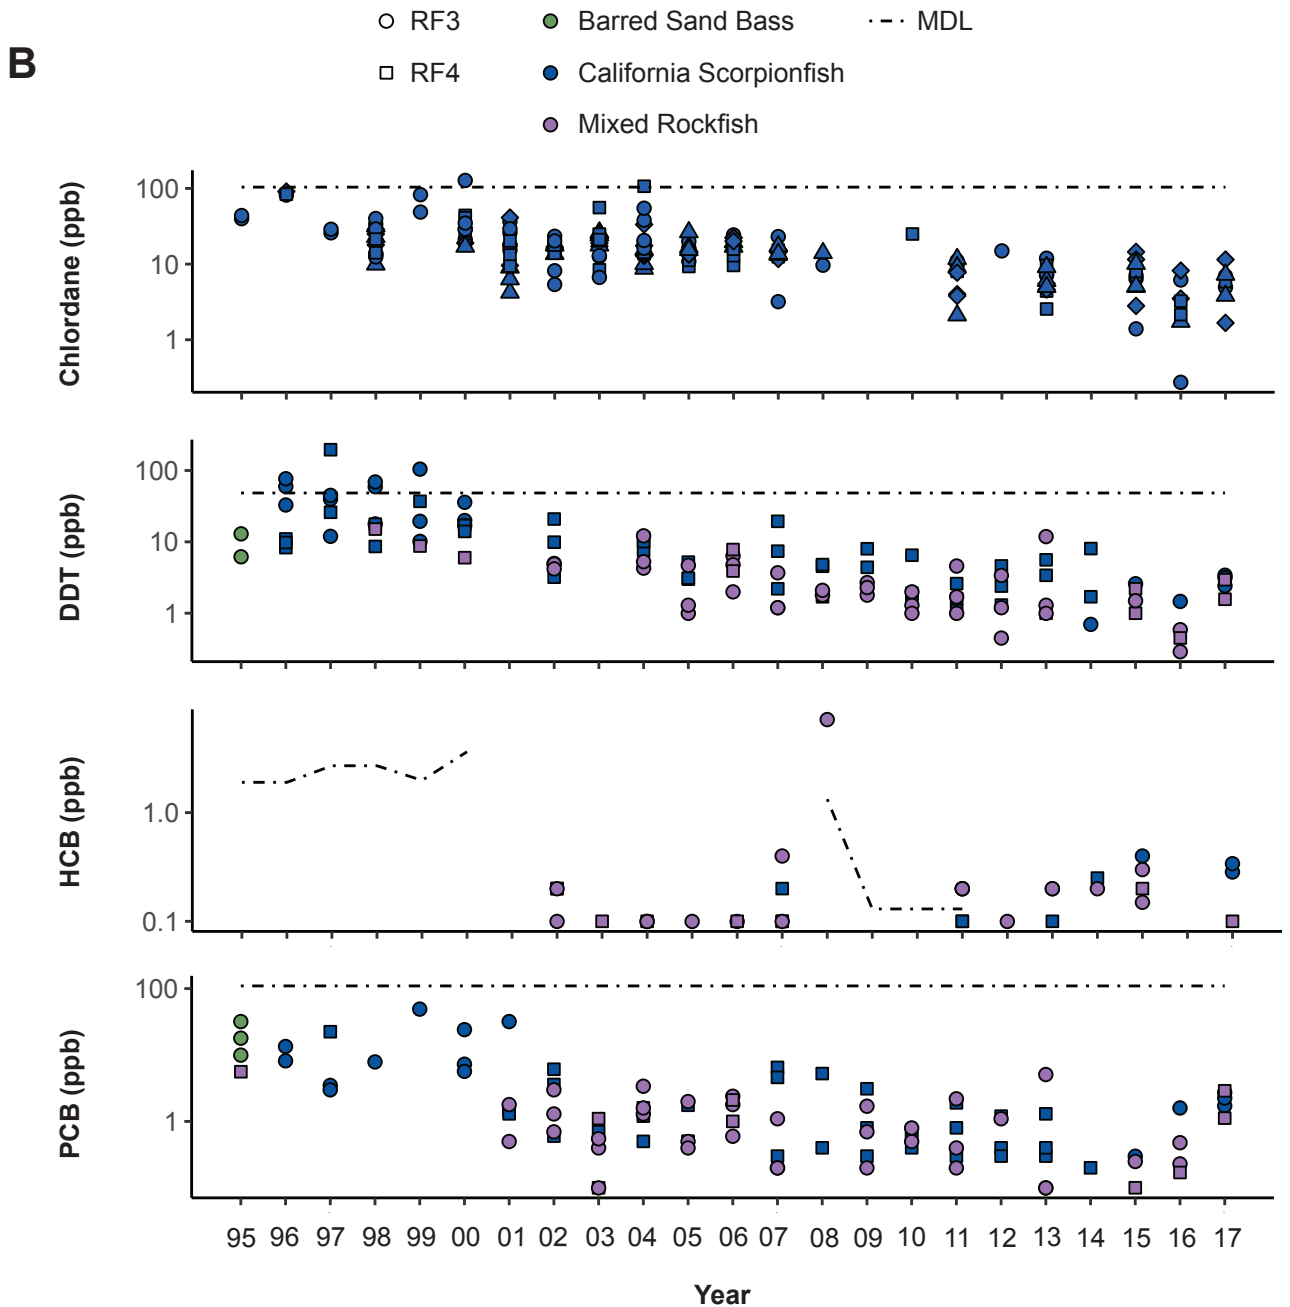 B
RF3 Barred Sand Bass MDL
RF4 California Scorpionfish
Mixed Rockfish
Chlordane (ppb)
100
10
1
DDT (ppb)
100
10
1
HCB (ppb)
1.0
0.1
PCB (ppb)
100
1
95 96 97 98 99 00 01 02 03 04 05 06 07 08 09 10 11 12 13 14 15 16 17
Year